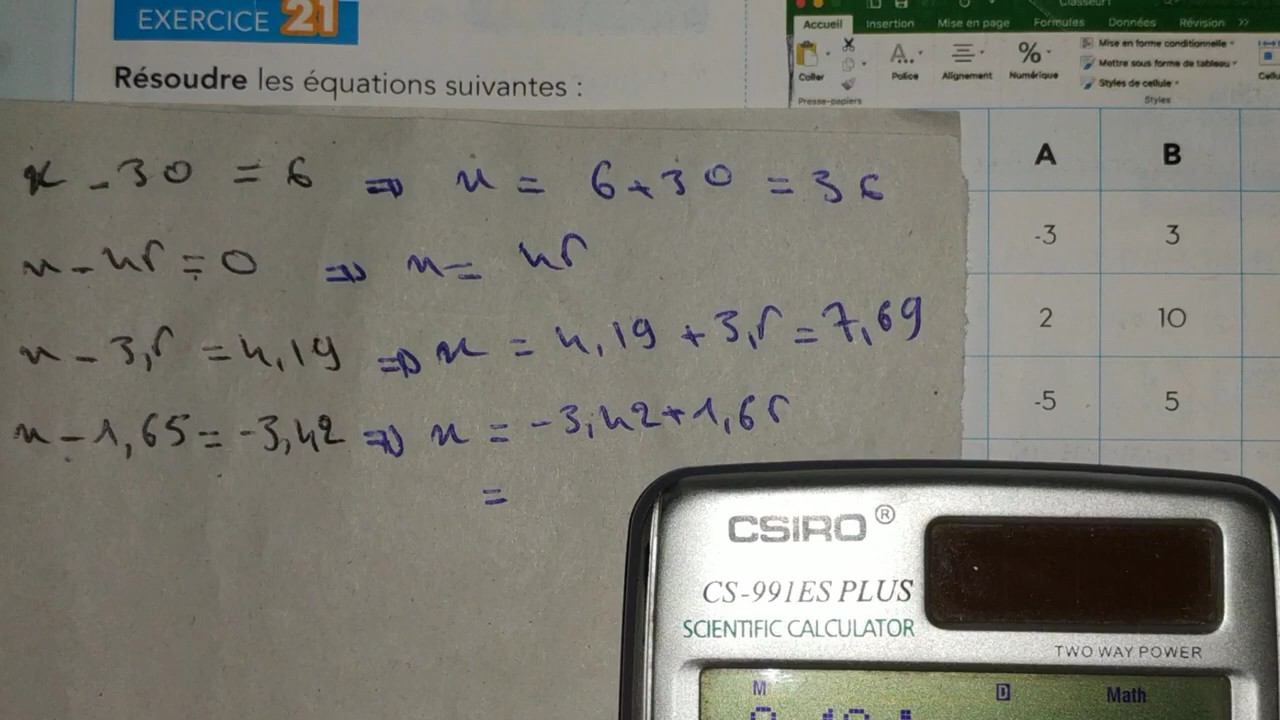 EXERCICE 21
Résoudre les équations suivantes :
x - 30 = 6 ⇒ x = 6+30 = 36
x - 45 = 0 ⇒ x = 45
x - 3,5 = 4,19 ⇒ x = 4,19 + 3,5 = 7,69
x - 1,65 = -3,42 ⇒ x = -3,42+1,65
=
Accueil Insertion Mise en page Formules Données Révision »
Coller
Presse-papiers
Police
Alignement
%
Numérique
Mise en forme conditionnelle
Mettre sous forme de tableau
Styles de cellule
Styles
A B
-3 3
2 10
-5 5
CSIRO ®
CS-991ES PLUS
SCIENTIFIC CALCULATOR
TWO WAY POWER
M D Math